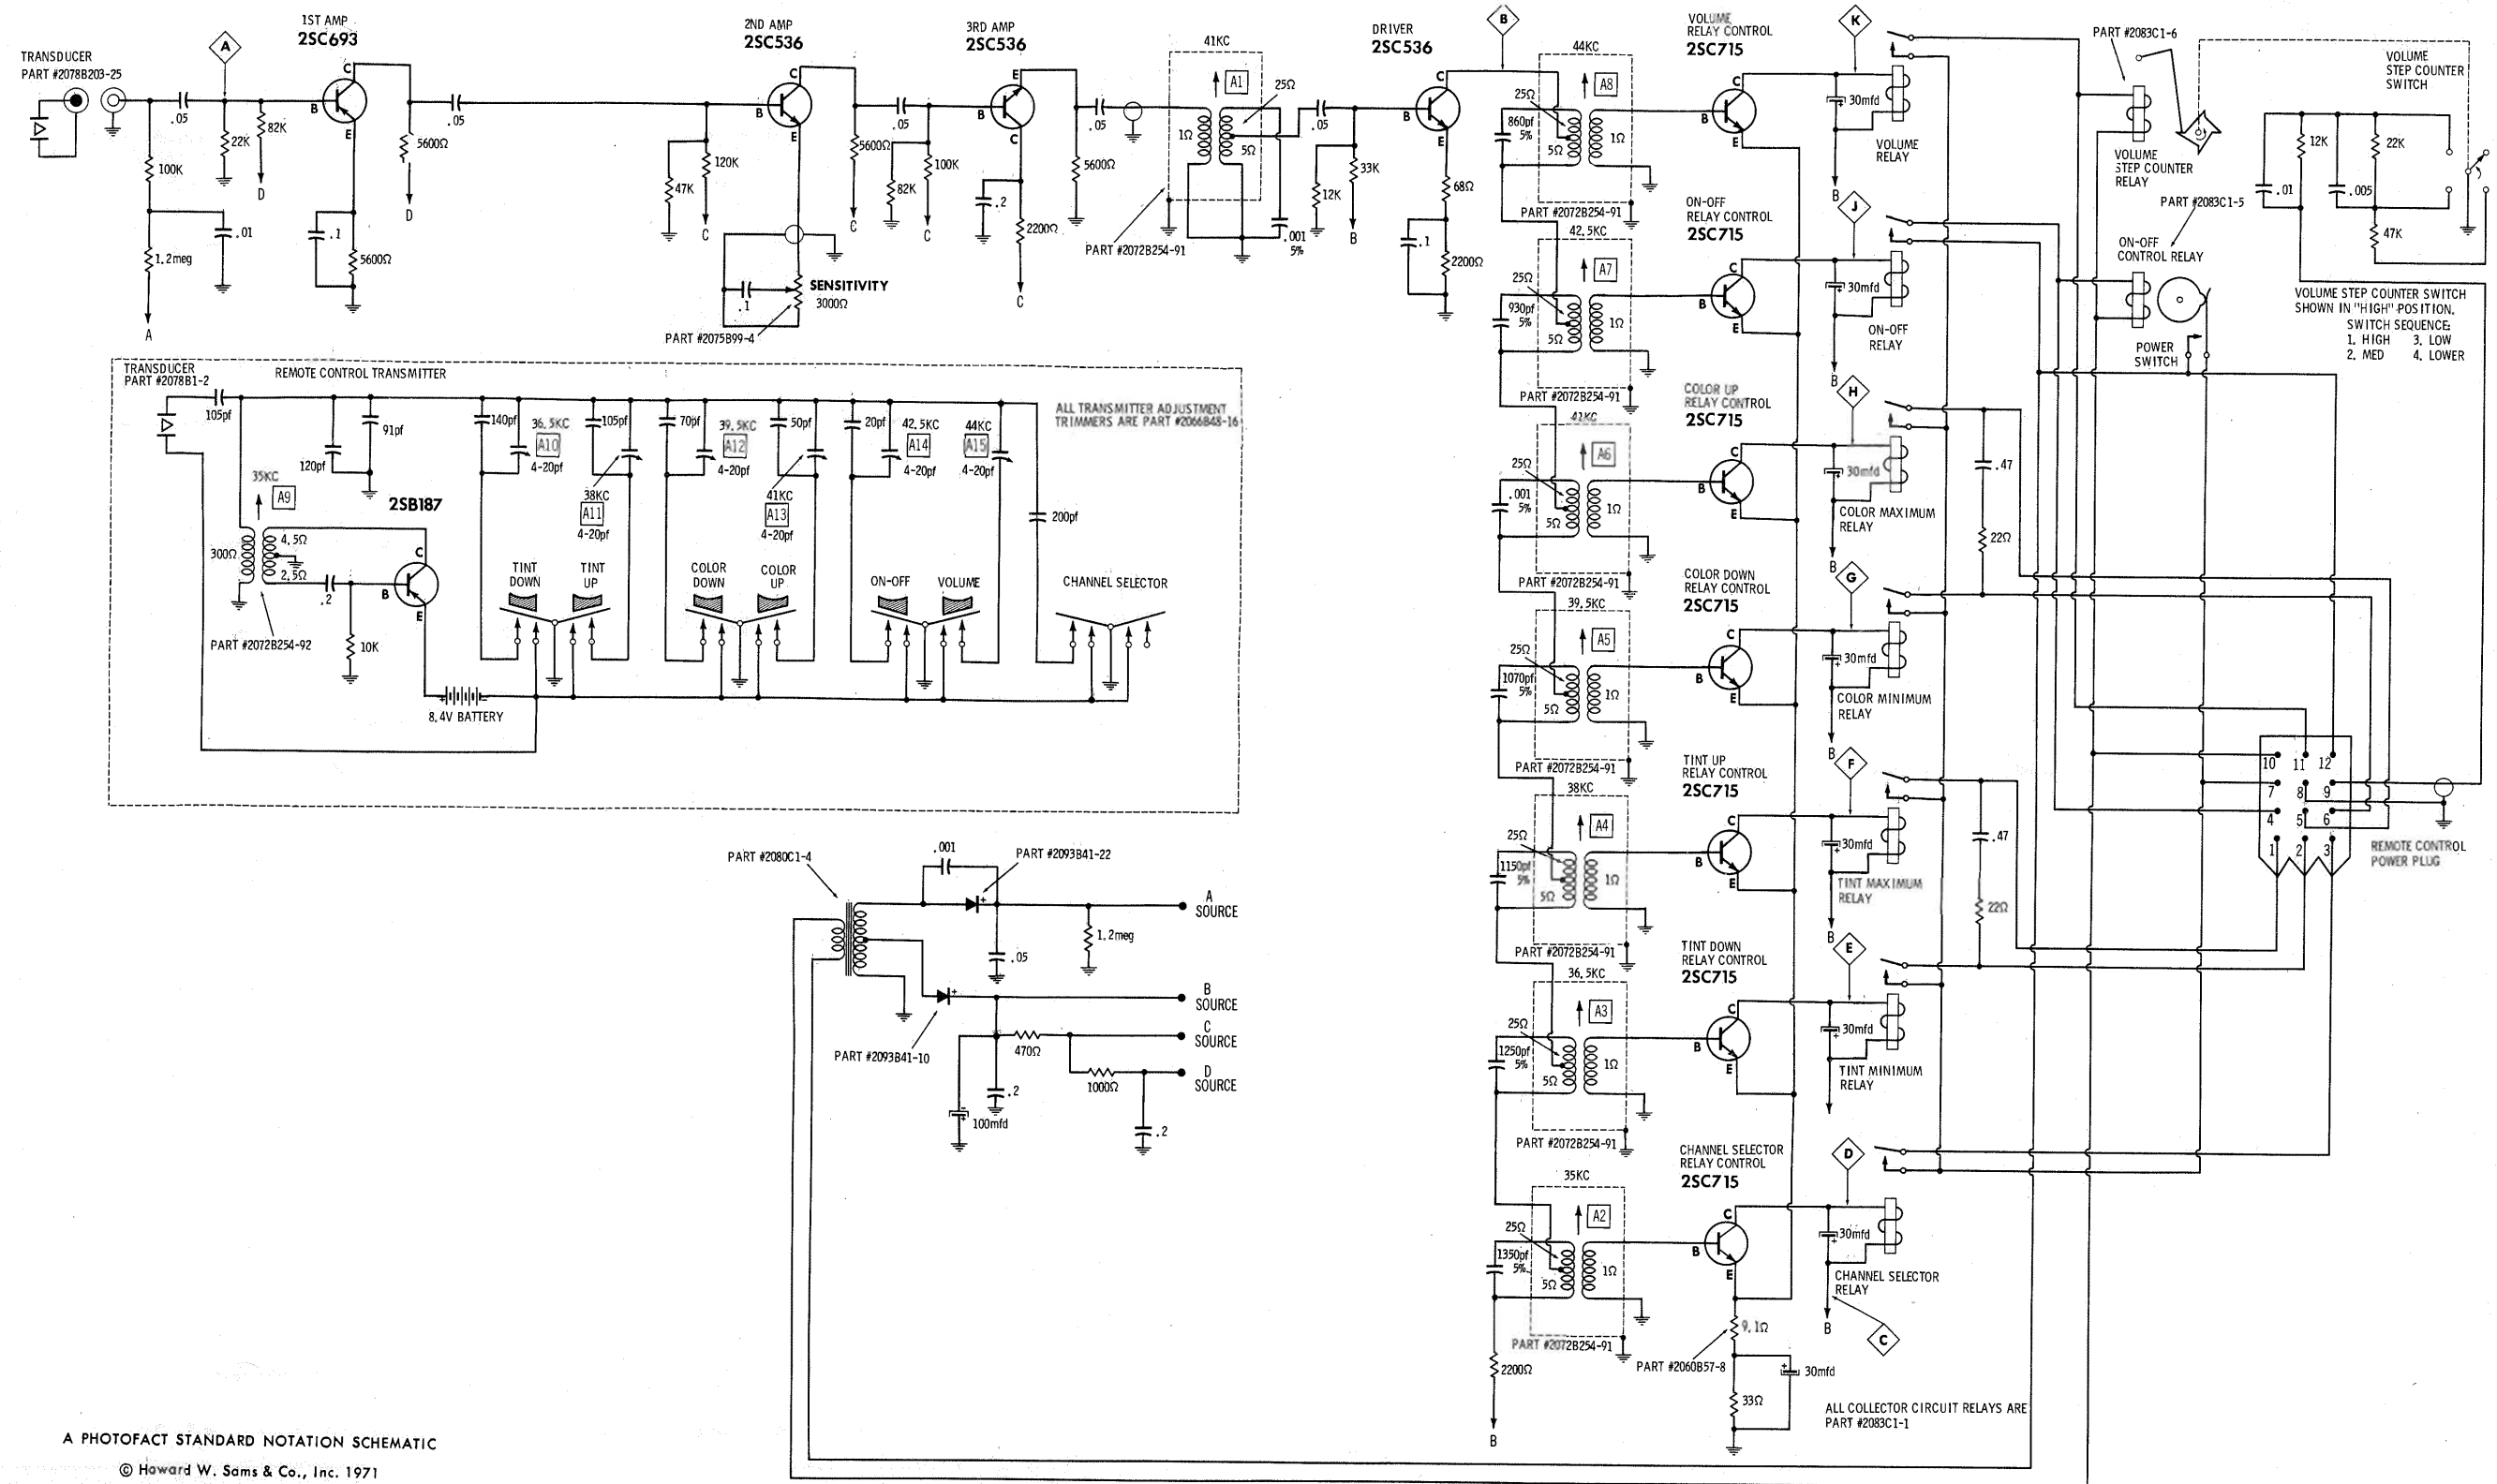 TRANSDUCER
PART #2078B203-25
A
1ST AMP
2SC693
C
B
E
.05
22K
82K
D
100K
.01
1.2meg
A
.1
5600Ω
5600Ω
D
.05
2ND AMP
2SC536
C
B
E
47K
120K
C
.1
SENSITIVITY
3000Ω
PART #2075B99-4
5600Ω
C
.05
82K
100K
C
3RD AMP
2SC536
E
B
C
.2
2200Ω
C
5600Ω
.05
41KC
A1
25Ω
1Ω
5Ω
PART #2072B254-91
.001
5%
.05
12K
33K
B
DRIVER
2SC536
C
B
E
68Ω
.1
2200Ω
B
44KC
A8
25Ω
860pf
5%
5Ω
1Ω
PART #2072B254-91
VOLUME
RELAY CONTROL
2SC715
C
B
E
K
30mfd
VOLUME
RELAY
B
42.5KC
A7
25Ω
930pf
5%
5Ω
1Ω
PART #2072B254-91
ON-OFF
RELAY CONTROL
2SC715
C
B
E
J
30mfd
ON-OFF
RELAY
B
41KC
A6
25Ω
.001
5%
5Ω
1Ω
PART #2072B254-91
COLOR UP
RELAY CONTROL
2SC715
C
B
E
H
30mfd
COLOR MAXIMUM
RELAY
B
.47
22Ω
39.5KC
A5
25Ω
1070pf
5%
5Ω
1Ω
PART #2072B254-91
COLOR DOWN
RELAY CONTROL
2SC715
C
B
E
G
30mfd
COLOR MINIMUM
RELAY
B
38KC
A4
25Ω
1150pf
5%
5Ω
1Ω
PART #2072B254-91
TINT UP
RELAY CONTROL
2SC715
C
B
E
F
30mfd
TINT MAXIMUM
RELAY
B
.47
22Ω
36.5KC
A3
25Ω
1250pf
5%
5Ω
1Ω
PART #2072B254-91
TINT DOWN
RELAY CONTROL
2SC715
C
B
E
E
30mfd
TINT MINIMUM
RELAY
35KC
A2
25Ω
1350pf
5%
5Ω
1Ω
PART #2072B254-91
2200Ω
B
CHANNEL SELECTOR
RELAY CONTROL
2SC715
C
B
E
D
30mfd
CHANNEL SELECTOR
RELAY
B
C
9.1Ω
PART #2060B57-8
30mfd
33Ω
ALL COLLECTOR CIRCUIT RELAYS ARE
PART #2083C1-1
PART #2083C1-6
VOLUME
STEP COUNTER
RELAY
VOLUME
STEP COUNTER
SWITCH
12K
22K
.01
.005
47K
PART #2083C1-5
ON-OFF
CONTROL RELAY
POWER
SWITCH
VOLUME STEP COUNTER SWITCH
SHOWN IN "HIGH" POSITION.
SWITCH SEQUENCE:
1. HIGH 3. LOW
2. MED 4. LOWER
10 11 12
7 8 9
4 5 6
1 2 3
REMOTE CONTROL
POWER PLUG
TRANSDUCER
PART #2078B1-2
REMOTE CONTROL TRANSMITTER
105pf
120pf
91pf
35KC
A9
300Ω
4.5Ω
2.5Ω
PART #2072B254-92
.2
10K
2SB187
C
B
E
8.4V BATTERY
140pf
36.5KC
A10
4-20pf
105pf
38KC
A11
4-20pf
TINT
DOWN
TINT
UP
70pf
39.5KC
A12
4-20pf
50pf
41KC
A13
4-20pf
COLOR
DOWN
COLOR
UP
20pf
42.5KC
A14
4-20pf
44KC
A15
4-20pf
ON-OFF
VOLUME
200pf
CHANNEL SELECTOR
ALL TRANSMITTER ADJUSTMENT
TRIMMERS ARE PART #2066B48-16
PART #2080C1-4
.001
PART #2093B41-22
A
SOURCE
.05
1.2meg
B
SOURCE
PART #2093B41-10
470Ω
C
SOURCE
.2
100mfd
1000Ω
D
SOURCE
.2
A PHOTOFACT STANDARD NOTATION SCHEMATIC
© Howard W. Sams & Co., Inc. 1971